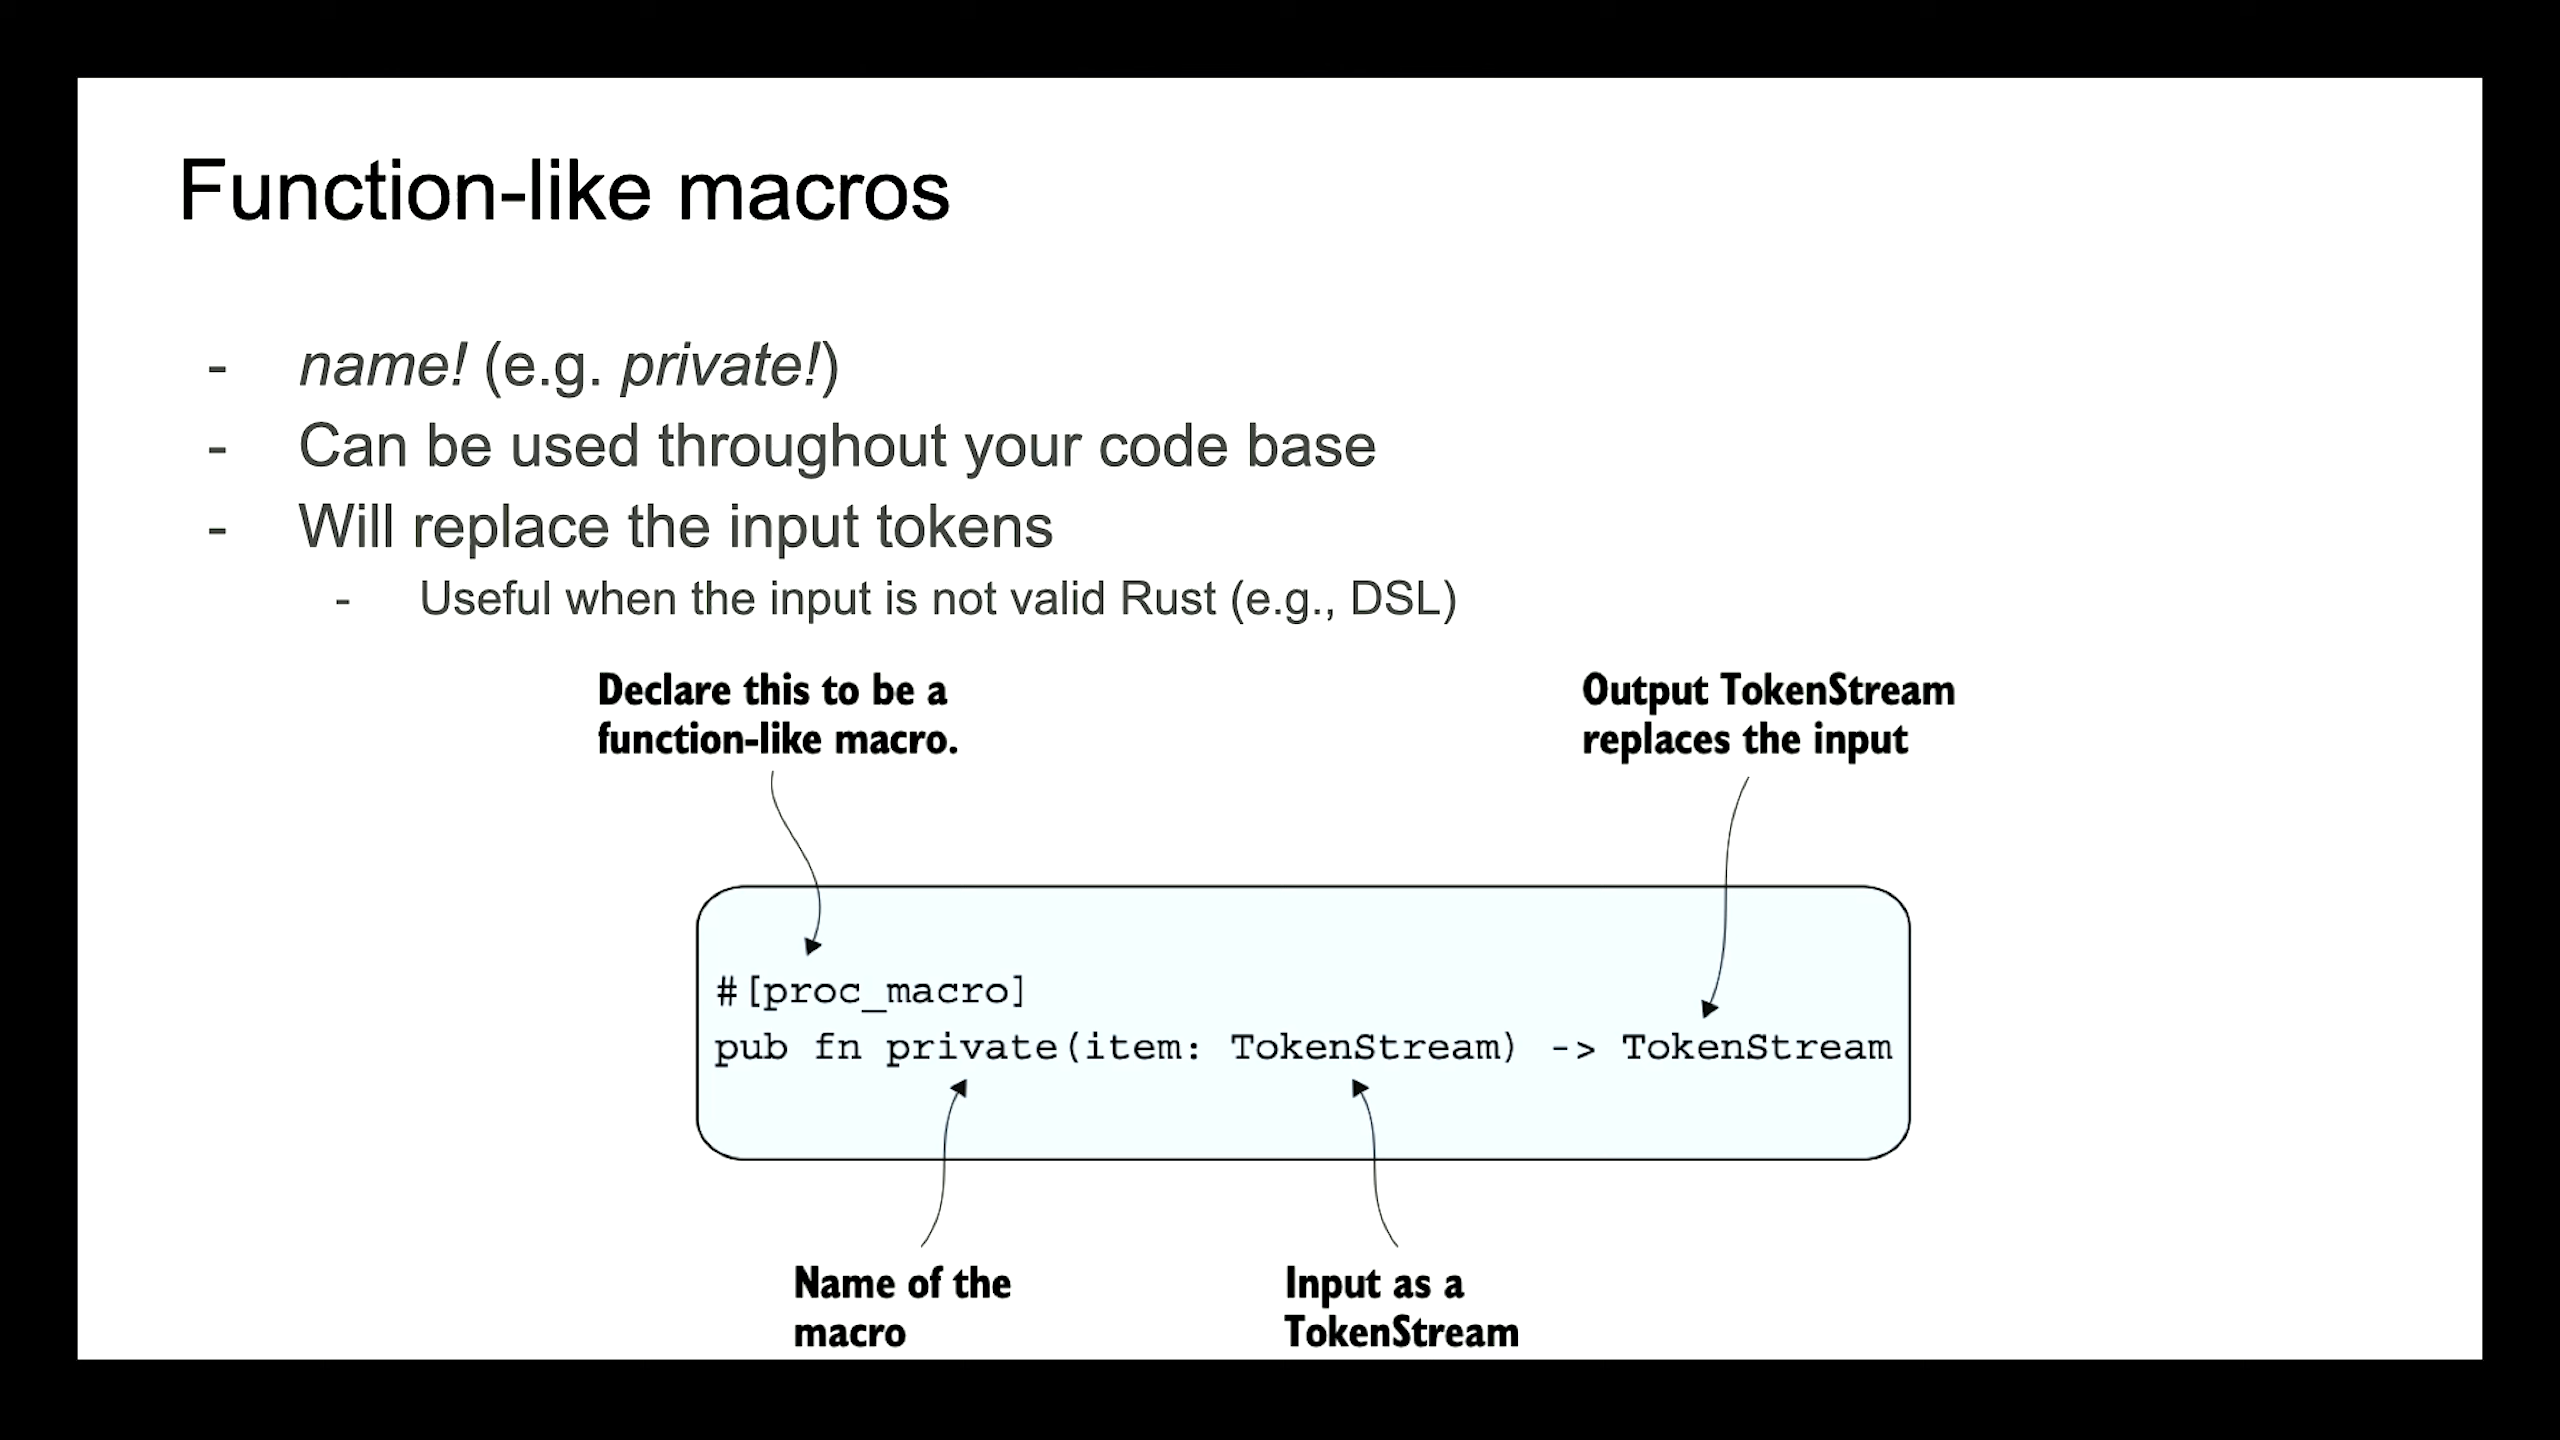 Function-like macros
- name! (e.g. private!)
- Can be used throughout your code base
- Will replace the input tokens
- Useful when the input is not valid Rust (e.g., DSL)
Declare this to be a
function-like macro.
Output TokenStream
replaces the input
#[proc_macro]
pub fn private(item: TokenStream) -> TokenStream
Name of the
macro
Input as a
TokenStream